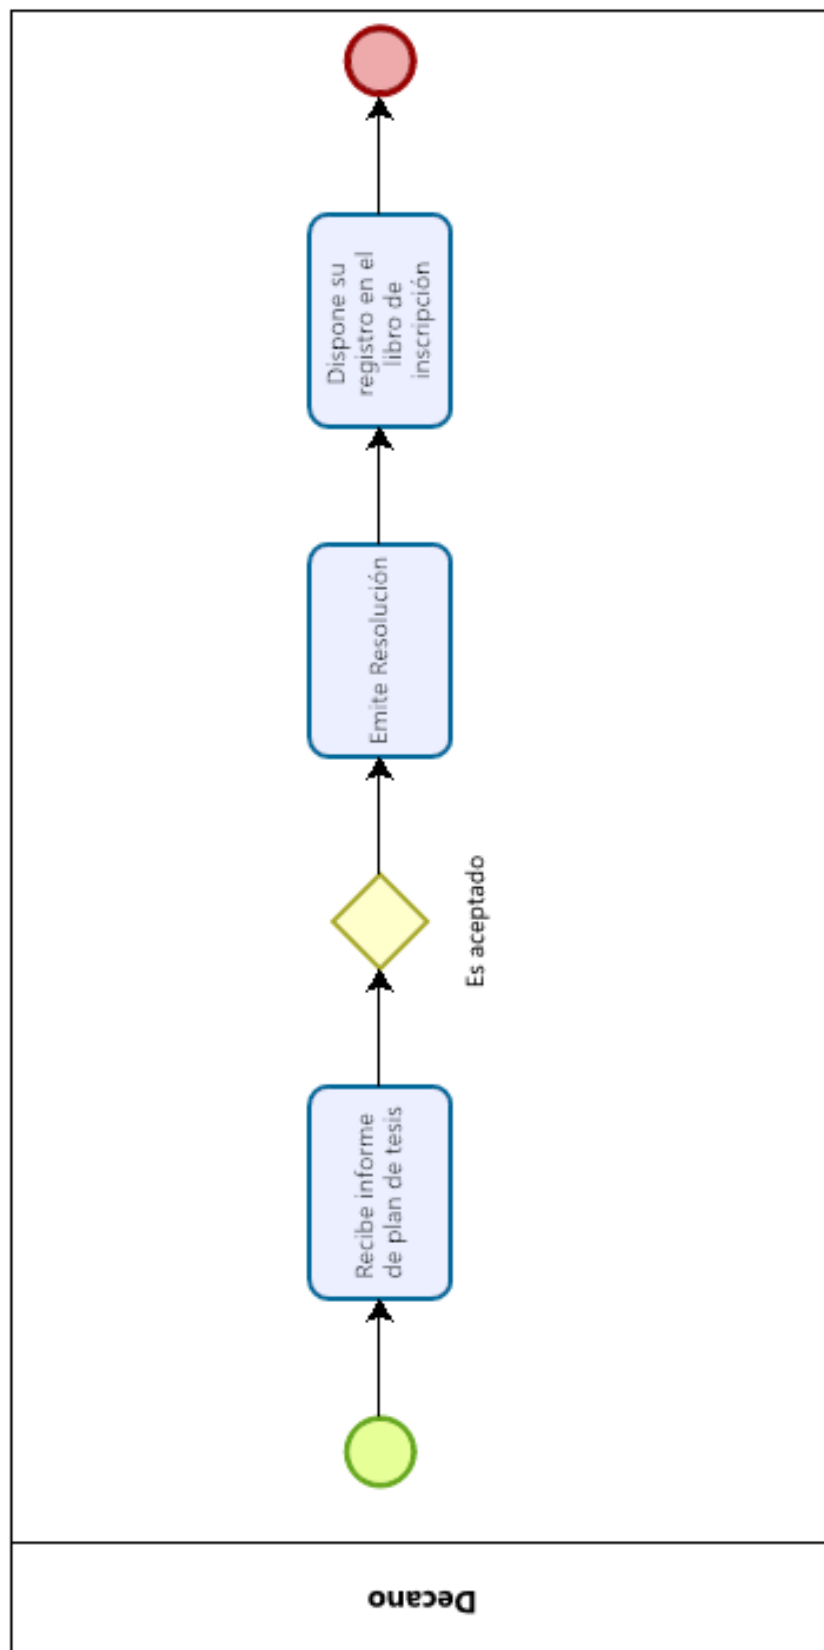 Decano
Recibe informe
de plan de tesis
Es aceptado
Emite Resolución
Dispone su
registro en el
libro de
inscripción